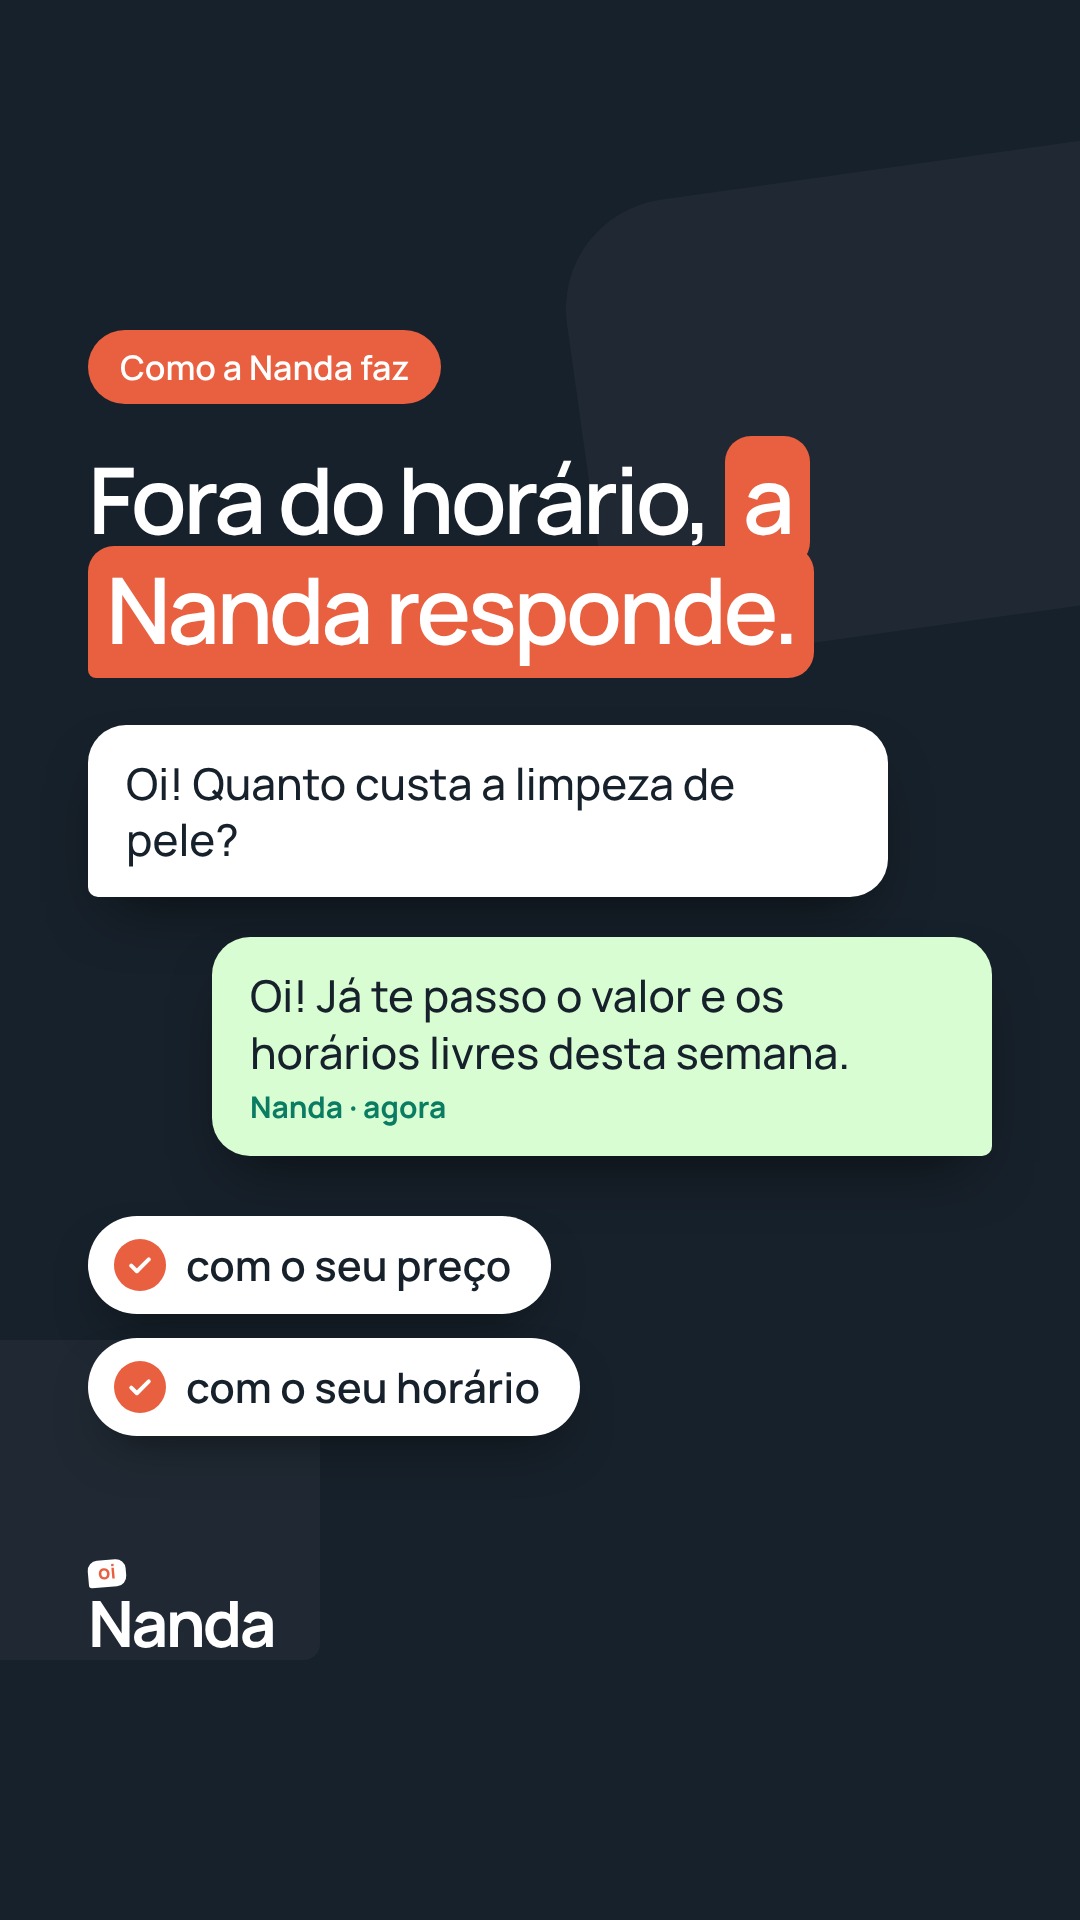 Como a Nanda faz
Fora do horário, a
Nanda responde.
Oi! Quanto custa a limpeza de
pele?
Oi! Já te passo o valor e os
horários livres desta semana.
Nanda · agora
com o seu preço
com o seu horário
oi
Nanda